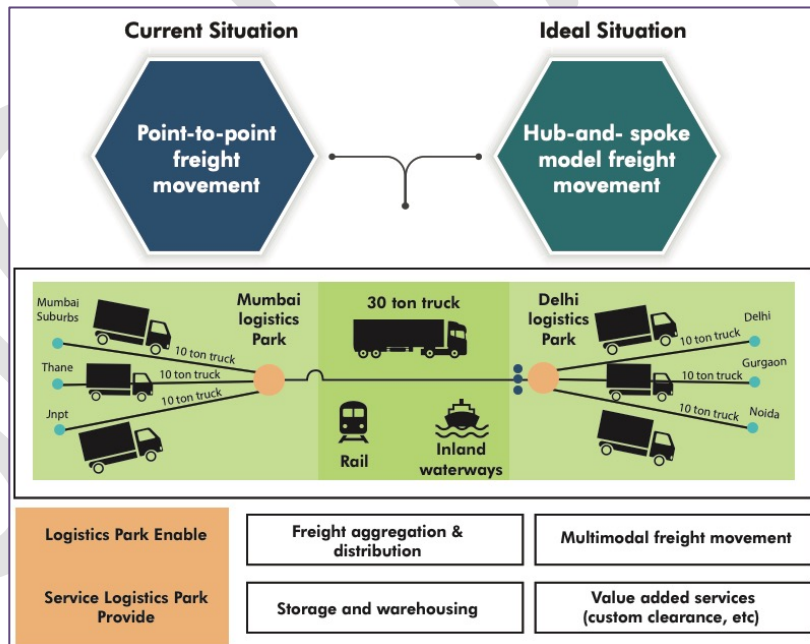 Current Situation
Ideal Situation
Point-to-point
freight
movement
Hub-and- spoke
model freight
movement
Mumbai
Suburbs
Thane
Jnpt
10 ton truck
10 ton truck
10 ton truck
Mumbai
logistics
Park
30 ton truck
Rail
Inland
waterways
Delhi
logistics
Park
10 ton truck
10 ton truck
10 ton truck
Delhi
Gurgaon
Noida
Logistics Park Enable
Freight aggregation &
distribution
Multimodal freight movement
Service Logistics Park
Provide
Storage and warehousing
Value added services
(custom clearance, etc)